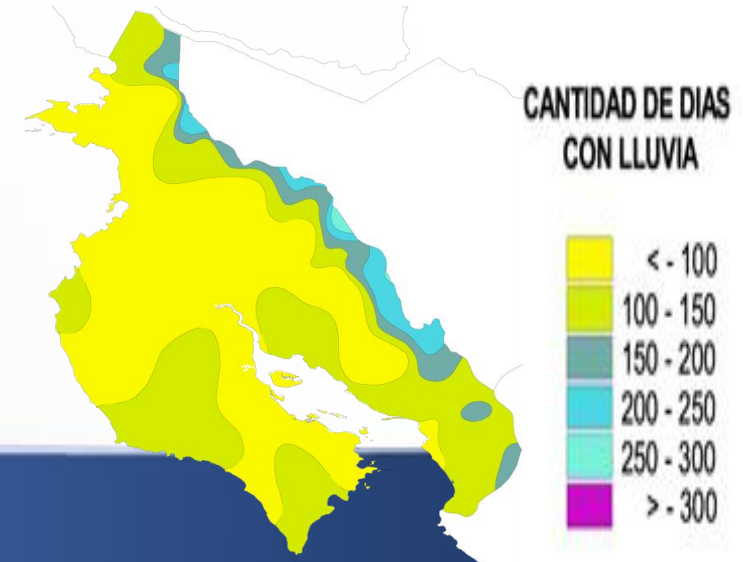 CANTIDAD DE DIAS
CON LLUVIA
< - 100
100 - 150
150 - 200
200 - 250
250 - 300
> - 300